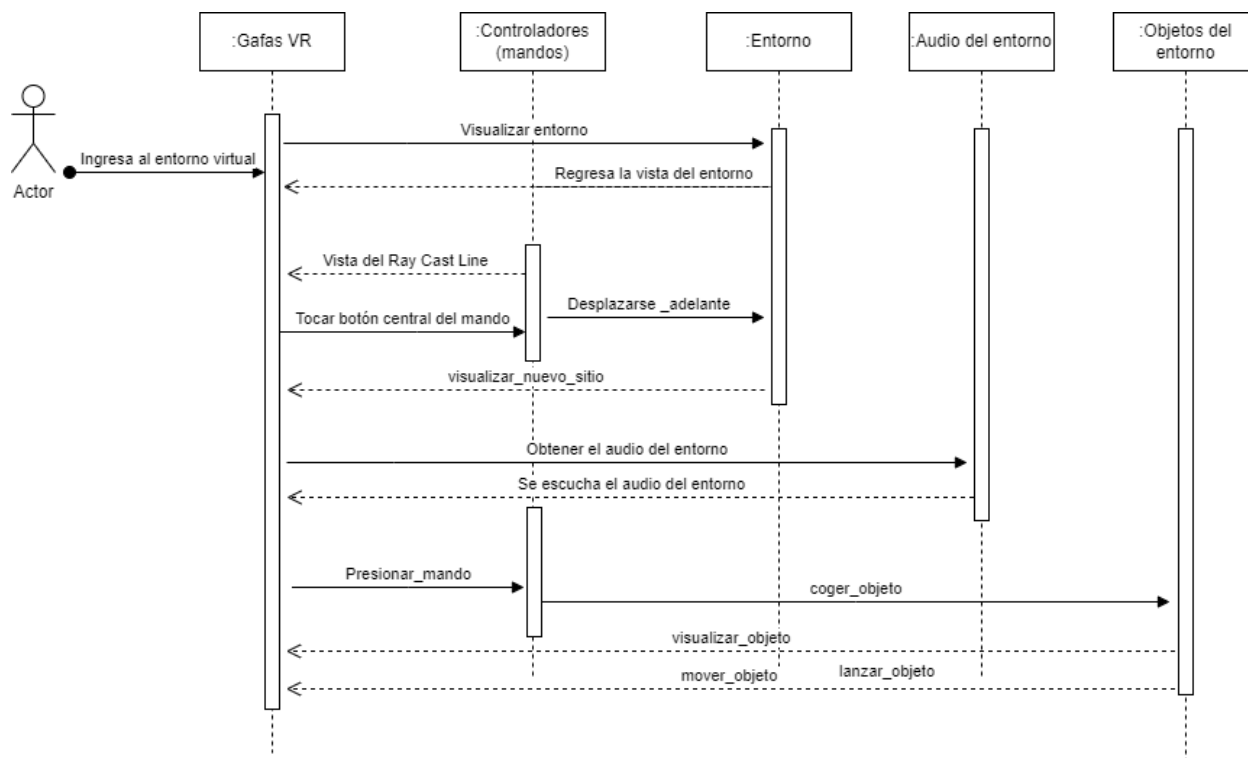 :Gafas VR
:Controladores
(mandos)
:Entorno
:Audio del entorno
:Objetos del
entorno
Actor
Visualizar entorno
Ingresa al entorno virtual
Regresa la vista del entorno
Vista del Ray Cast Line
Desplazarse _adelante
Tocar botón central del mando
visualizar_nuevo_sitio
Obtener el audio del entorno
Se escucha el audio del entorno
Presionar_mando
coger_objeto
visualizar_objeto
mover_objeto
lanzar_objeto